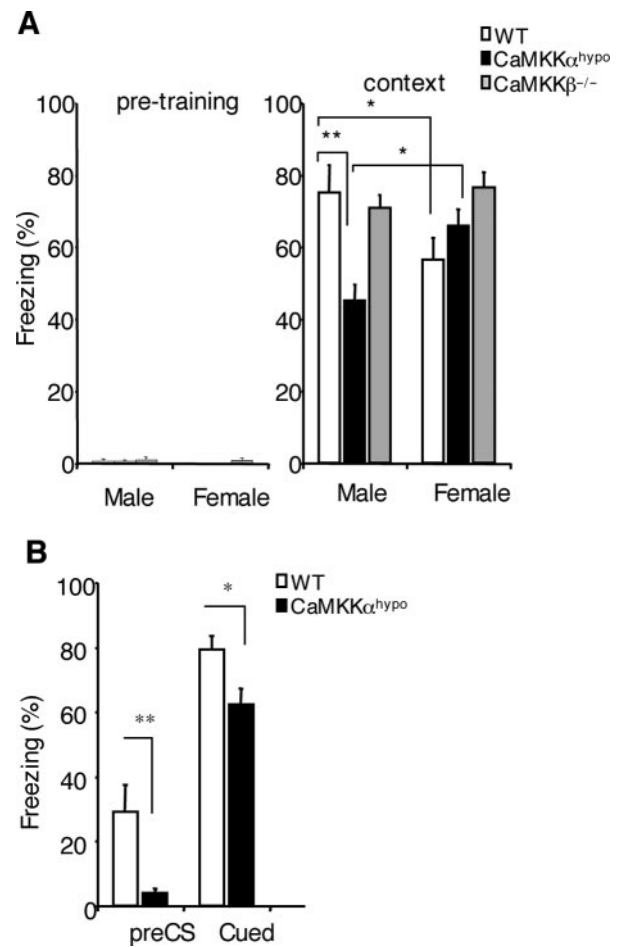 A
WT
CaMKKα^hypo
CaMKKβ^−/−
pre-training
context
Freezing (%)
100
80
60
40
20
0
Male Female
100
80
60
40
20
0
*
**
*
Male Female
B
WT
CaMKKα^hypo
Freezing (%)
100
80
60
40
20
0
*
**
preCS Cued